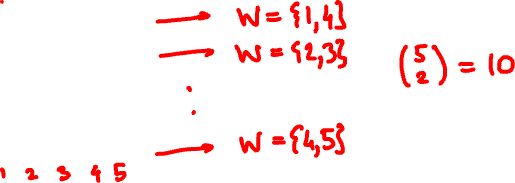 → W = {1,4}
→ W = {2,3}
(5 2) = 10
→ W = {4,5}
1 2 3 4 5